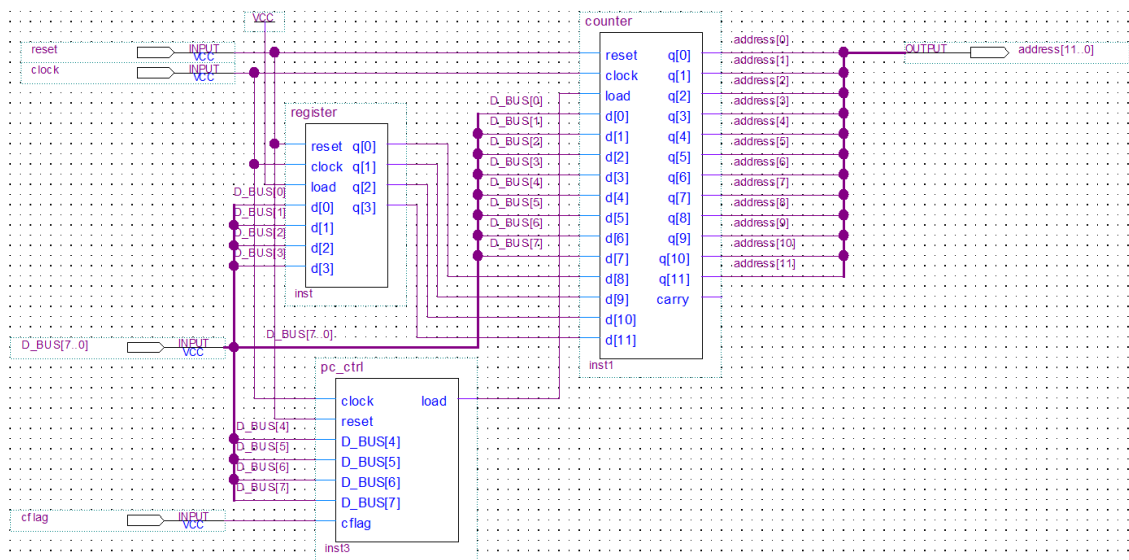 VCC
counter
reset INPUT VCC
clock INPUT VCC
reset q[0] address[0]
clock q[1] address[1]
load q[2] address[2]
D_BUS[0] d[0] q[3] address[3]
D_BUS[1] d[1] q[4] address[4]
D_BUS[2] d[2] q[5] address[5]
D_BUS[3] d[3] q[6] address[6]
D_BUS[4] d[4] q[7] address[7]
D_BUS[5] d[5] q[8] address[8]
D_BUS[6] d[6] q[9] address[9]
D_BUS[7] d[7] q[10] address[10]
d[8] q[11] address[11]
d[9] carry
d[10]
d[11]
inst1
OUTPUT address[11..0]
register
reset q[0]
clock q[1]
load q[2]
D_BUS[0] d[0] q[3]
D_BUS[1] d[1]
D_BUS[2] d[2]
D_BUS[3] d[3]
inst
D_BUS[7..0] INPUT VCC
D_BUS[7..0]
pc_ctrl
clock load
reset
D_BUS[4] D_BUS[4]
D_BUS[5] D_BUS[5]
D_BUS[6] D_BUS[6]
D_BUS[7] D_BUS[7]
cflag INPUT VCC
cflag
inst3